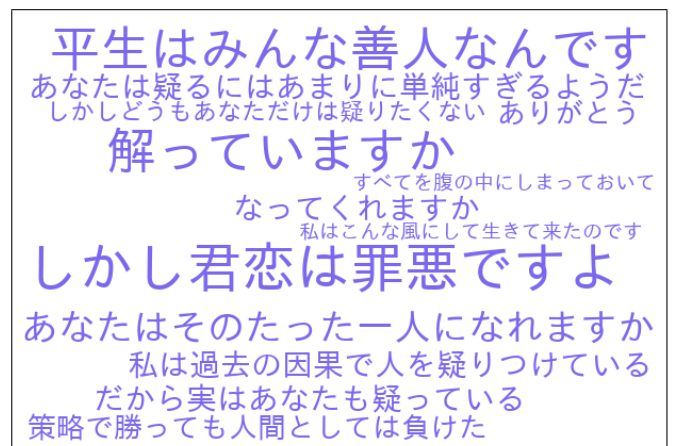 平生はみんな善人なんです
あなたは疑るにはあまりに単純すぎるようだ
しかしどうもあなただけは疑りたくない ありがとう
解っていますか
すべてを腹の中にしまっておいて
なってくれますか
私はこんな風にして生きて来たのです
しかし君恋は罪悪ですよ
あなたはそのたった一人になれますか
私は過去の因果で人を疑りつけている
だから実はあなたも疑っている
策略で勝っても人間としては負けた